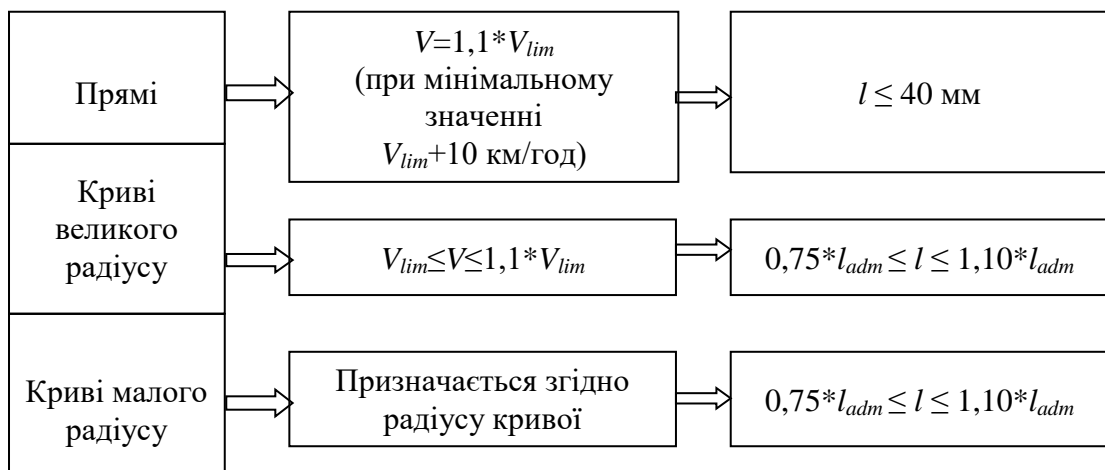 Прямі
V=1,1*Vlim
(при мінімальному
значенні
Vlim+10 км/год)
l ≤ 40 мм
Криві
великого
радіусу
Vlim≤V≤1,1*Vlim
0,75*ladm ≤ l ≤ 1,10*ladm
Криві малого
радіусу
Призначається згідно
радіусу кривої
0,75*ladm ≤ l ≤ 1,10*ladm